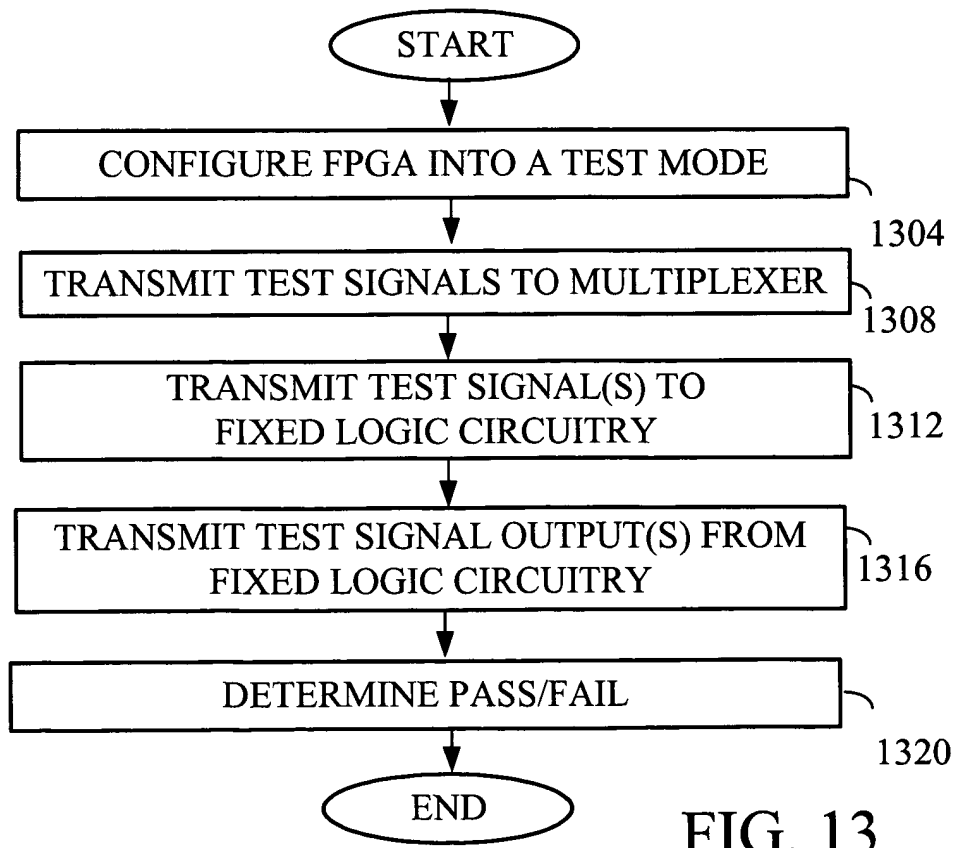 START
CONFIGURE FPGA INTO A TEST MODE
1304
TRANSMIT TEST SIGNALS TO MULTIPLEXER
1308
TRANSMIT TEST SIGNAL(S) TO
FIXED LOGIC CIRCUITRY
1312
TRANSMIT TEST SIGNAL OUTPUT(S) FROM
FIXED LOGIC CIRCUITRY
1316
DETERMINE PASS/FAIL
1320
END
FIG. 13